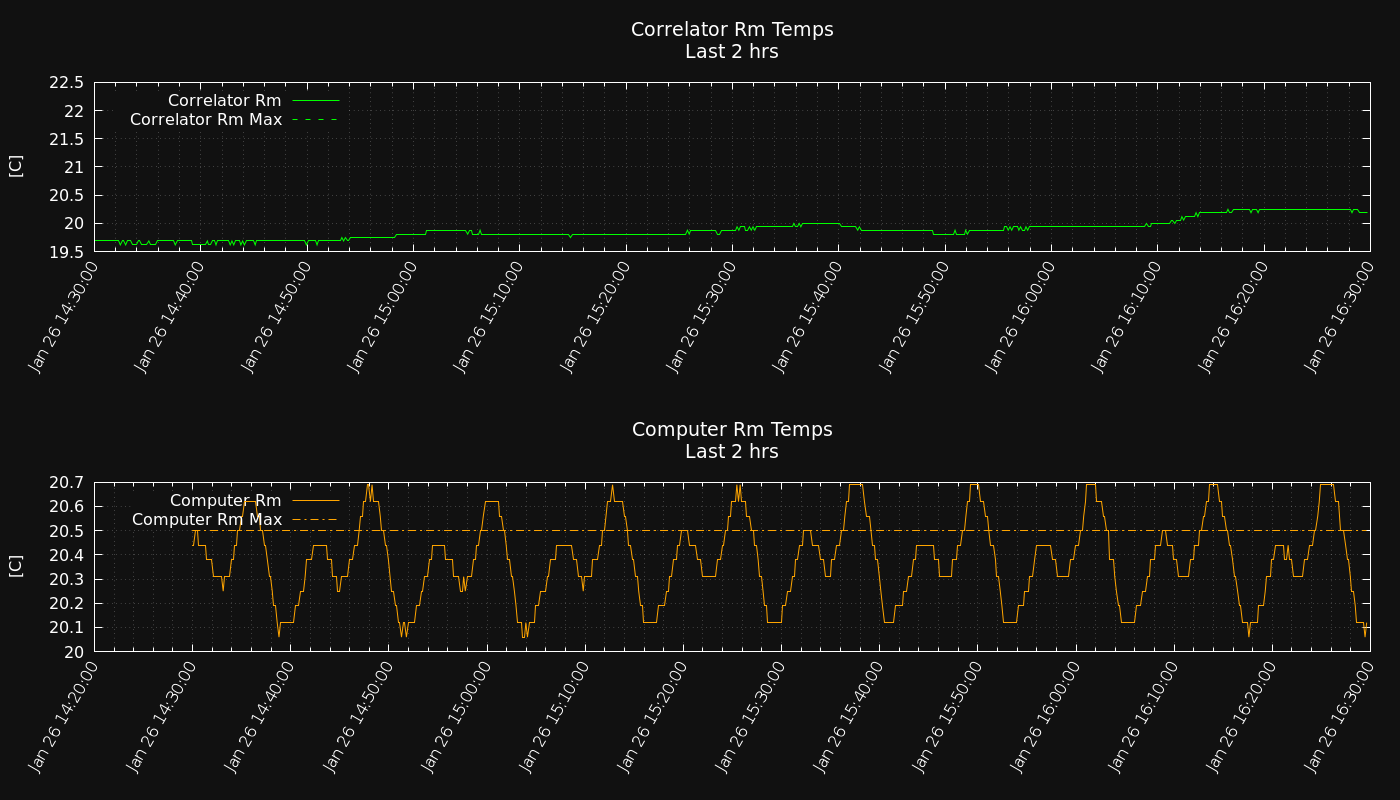 Correlator Rm Temps
Last 2 hrs
22.5
22
21.5
21
20.5
20
19.5
[C]
Correlator Rm
Correlator Rm Max
Jan 26 14:30:00
Jan 26 14:40:00
Jan 26 14:50:00
Jan 26 15:00:00
Jan 26 15:10:00
Jan 26 15:20:00
Jan 26 15:30:00
Jan 26 15:40:00
Jan 26 15:50:00
Jan 26 16:00:00
Jan 26 16:10:00
Jan 26 16:20:00
Jan 26 16:30:00
Computer Rm Temps
Last 2 hrs
20.7
20.6
20.5
20.4
20.3
20.2
20.1
20
[C]
Computer Rm
Computer Rm Max
Jan 26 14:20:00
Jan 26 14:30:00
Jan 26 14:40:00
Jan 26 14:50:00
Jan 26 15:00:00
Jan 26 15:10:00
Jan 26 15:20:00
Jan 26 15:30:00
Jan 26 15:40:00
Jan 26 15:50:00
Jan 26 16:00:00
Jan 26 16:10:00
Jan 26 16:20:00
Jan 26 16:30:00